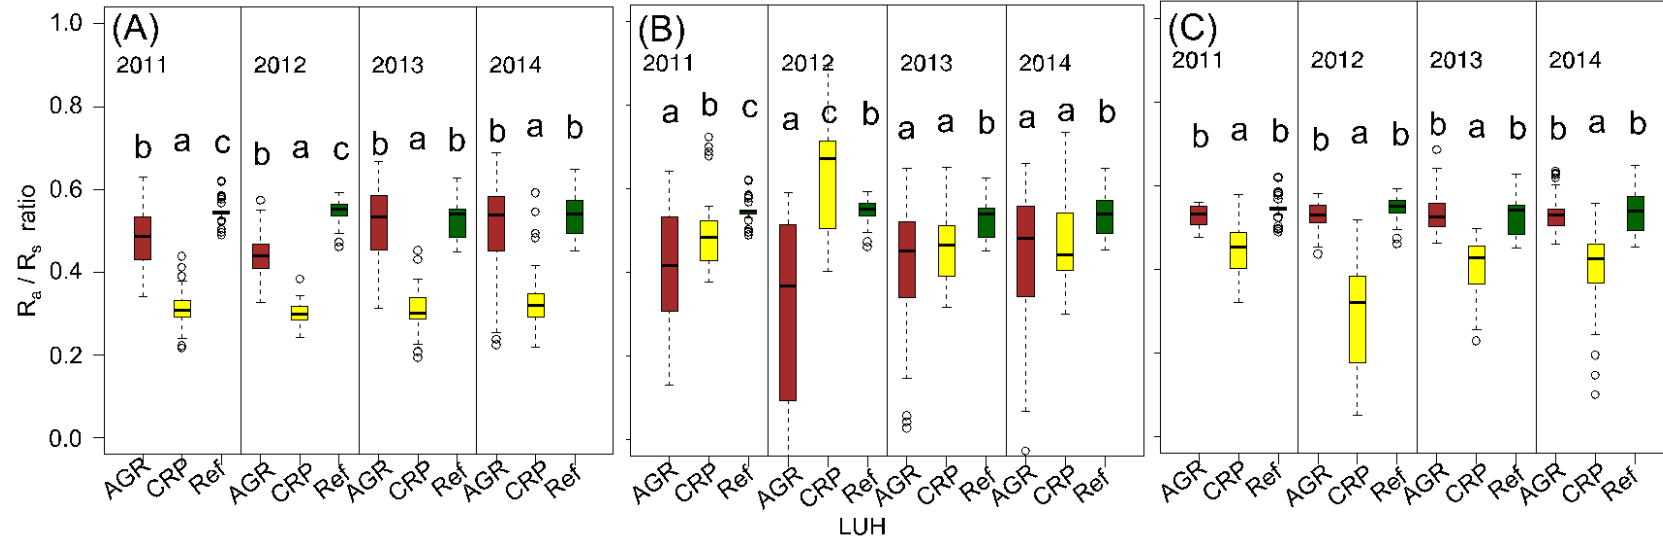 1.0
0.8
0.6
0.4
0.2
0.0
Ra / Rs ratio
(A)
2011 2012 2013 2014
b a c b a c b a b b a b
AGR CRP Ref AGR CRP Ref AGR CRP Ref AGR CRP Ref
(B)
2011 2012 2013 2014
a b c a c b a a b a a b
AGR CRP Ref AGR CRP Ref AGR CRP Ref AGR CRP Ref
(C)
2011 2012 2013 2014
b a b b a b b a b b a b
AGR CRP Ref AGR CRP Ref AGR CRP Ref AGR CRP Ref
LUH